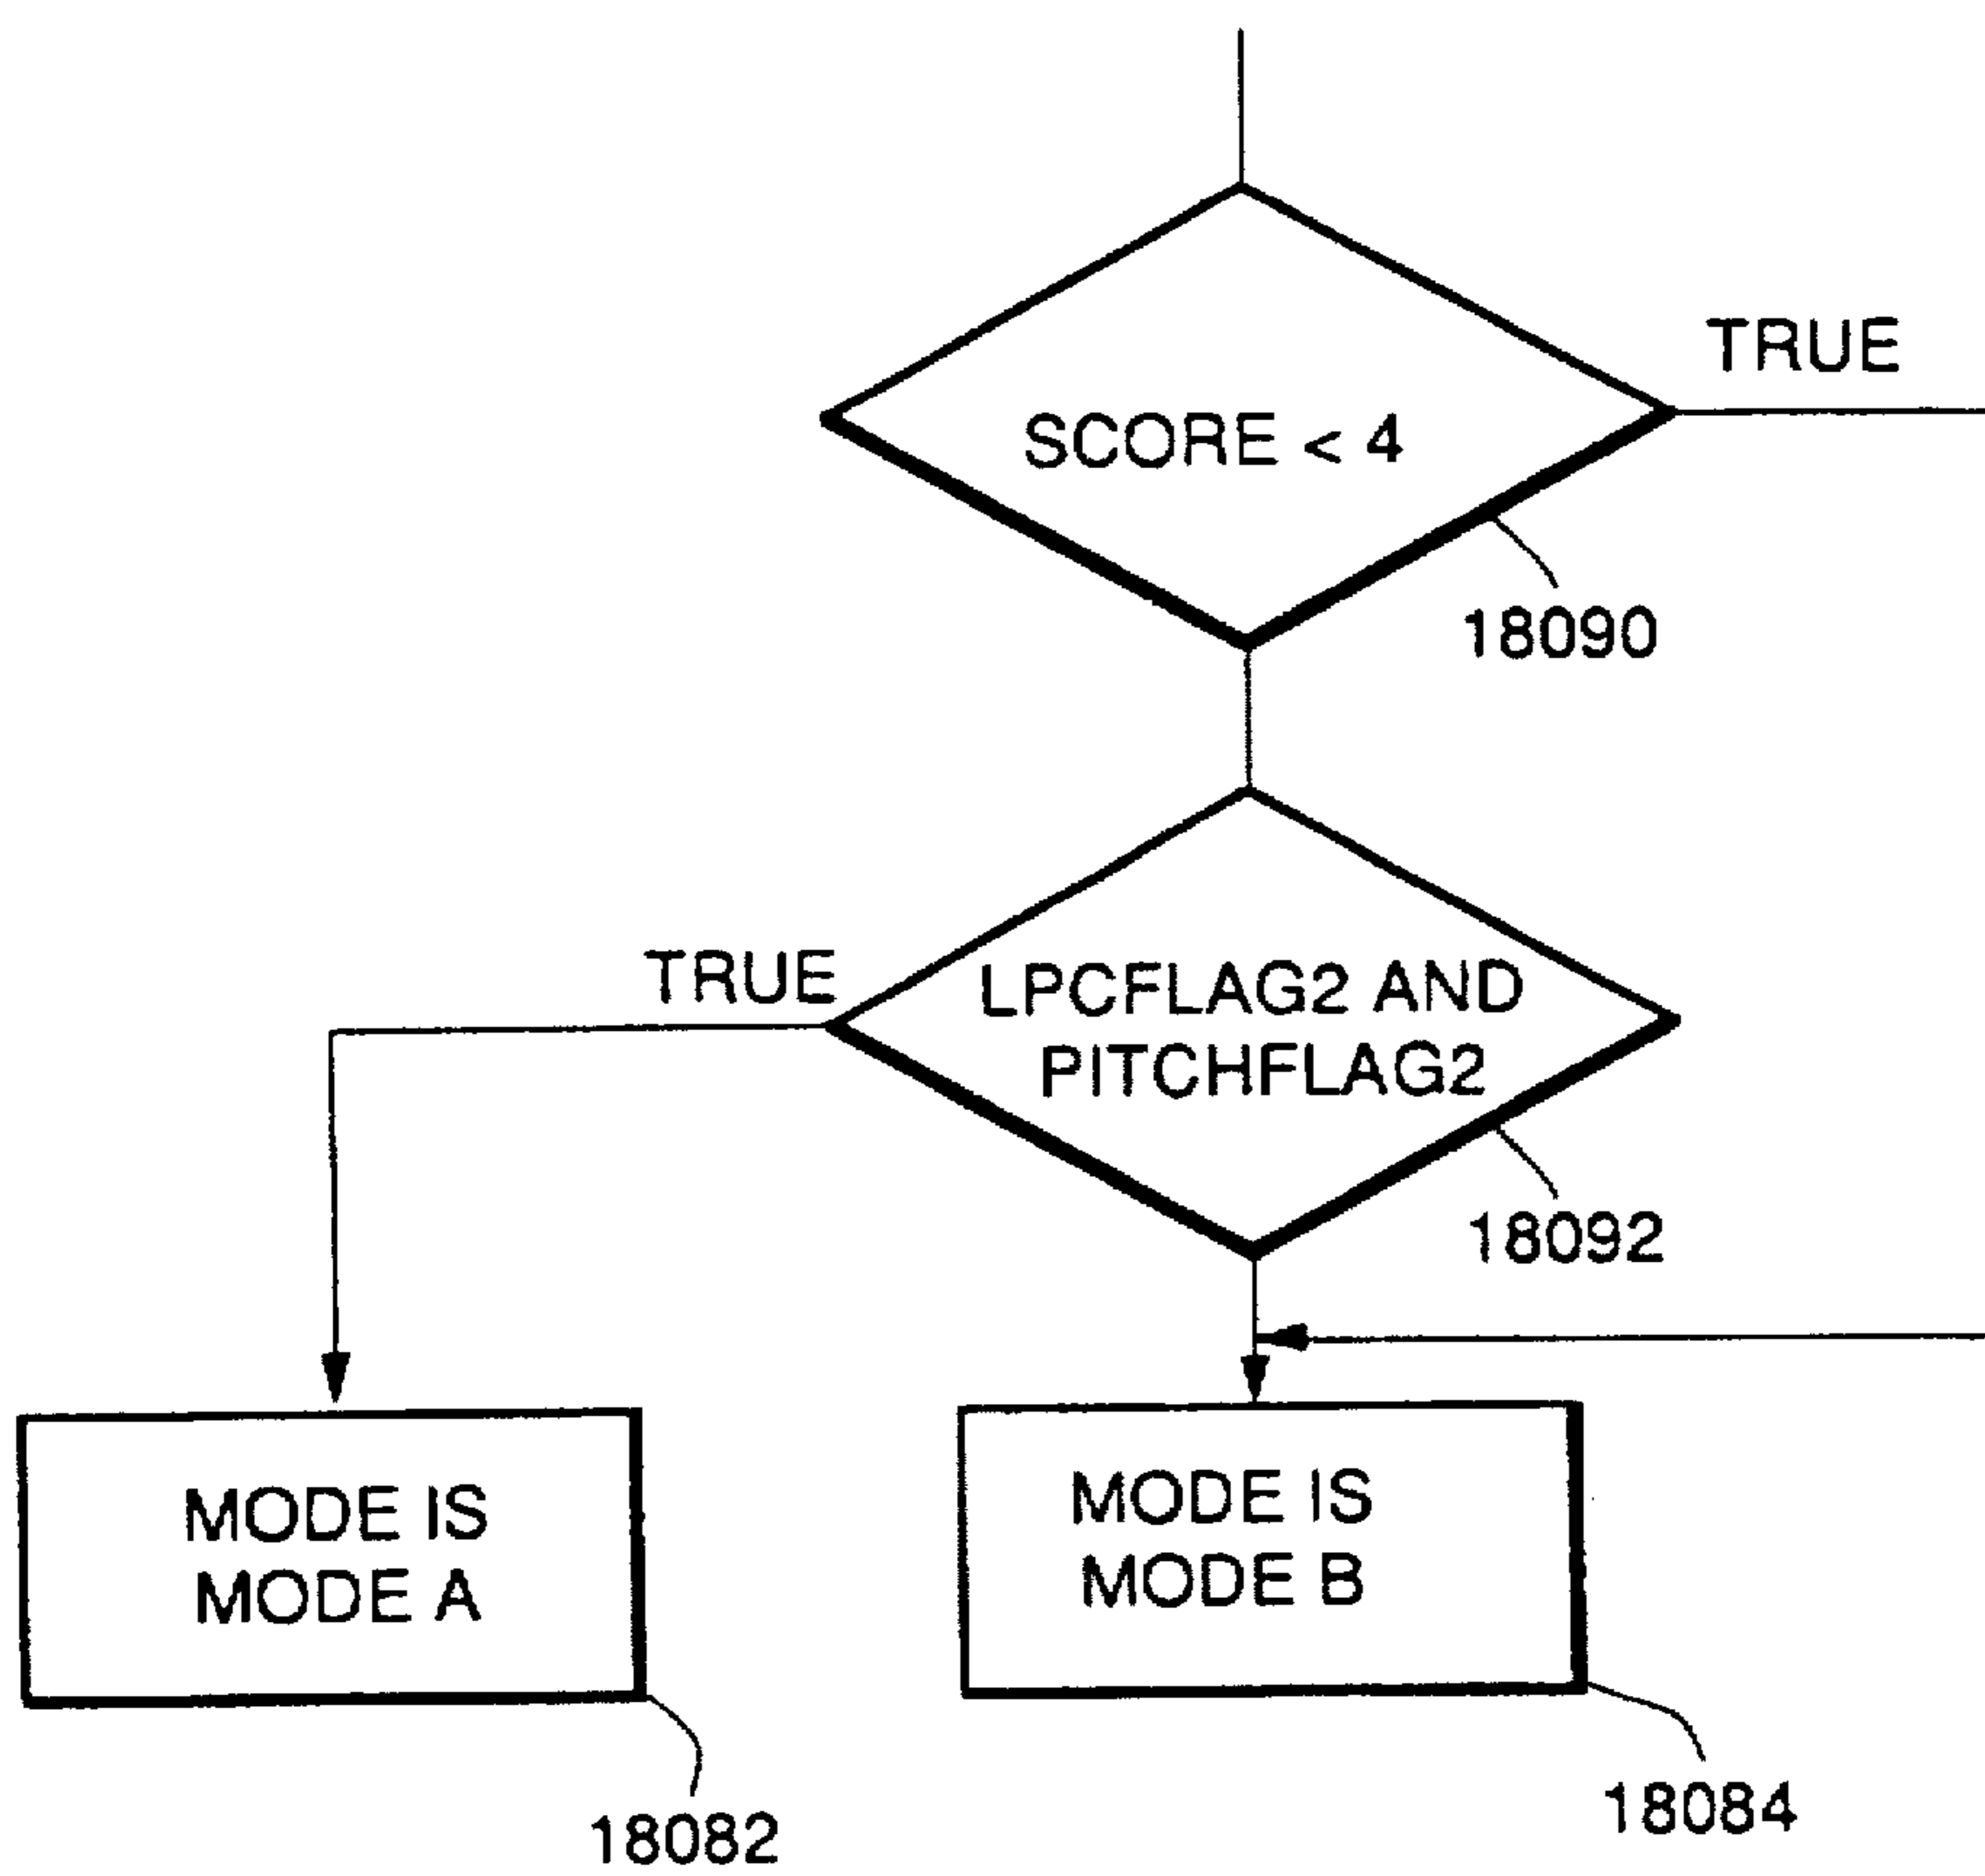 TRUE
SCORE < 4
18090
TRUE
LPCFLAG2 AND
PITCHFLAG2
18092
MODE IS
MODE A
18082
MODE IS
MODE B
18084